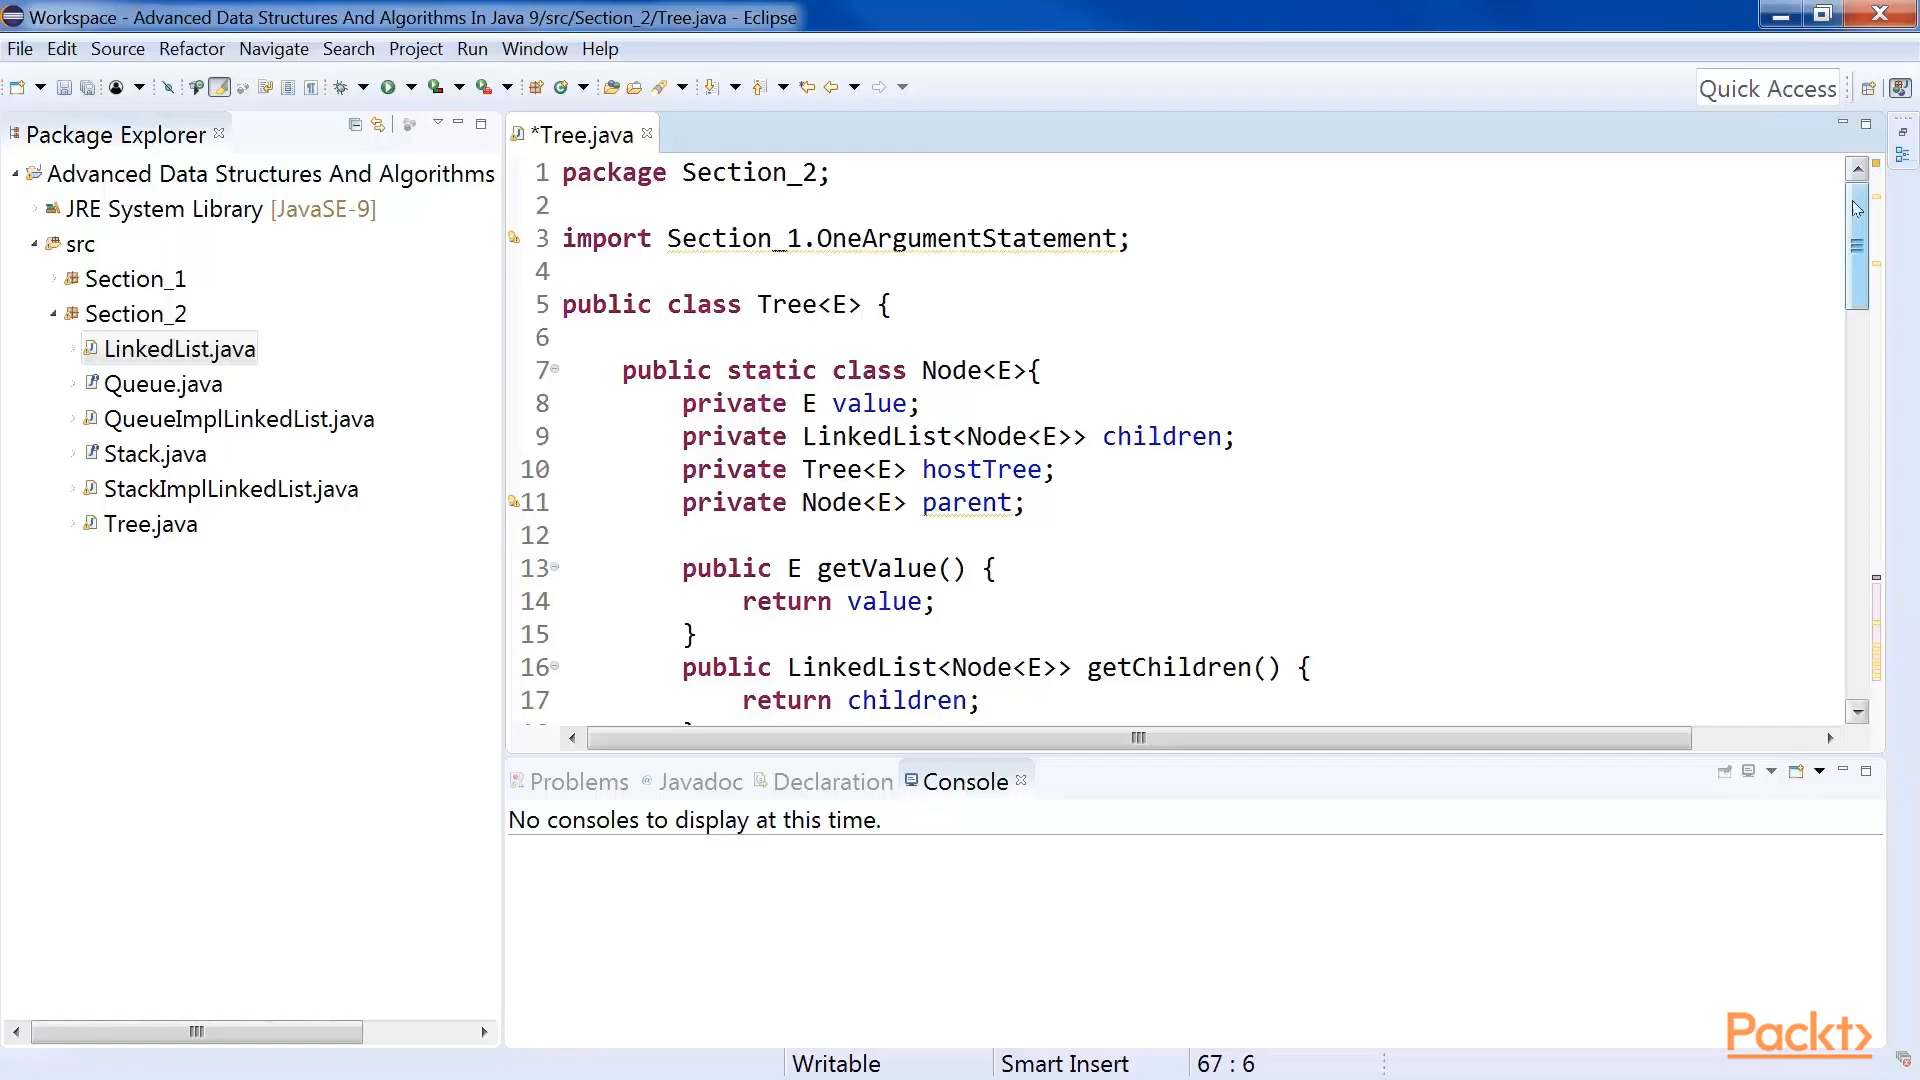 Workspace - Advanced Data Structures And Algorithms In Java 9/src/Section_2/Tree.java - Eclipse
File Edit Source Refactor Navigate Search Project Run Window Help
Quick Access
Package Explorer
Advanced Data Structures And Algorithms
JRE System Library [JavaSE-9]
src
Section_1
Section_2
LinkedList.java
Queue.java
QueueImplLinkedList.java
Stack.java
StackImplLinkedList.java
Tree.java
*Tree.java
1 package Section_2;
2
3 import Section_1.OneArgumentStatement;
4
5 public class Tree<E> {
6
7 public static class Node<E>{
8 private E value;
9 private LinkedList<Node<E>> children;
10 private Tree<E> hostTree;
11 private Node<E> parent;
12
13 public E getValue() {
14 return value;
15 }
16 public LinkedList<Node<E>> getChildren() {
17 return children;
Problems Javadoc Declaration Console
No consoles to display at this time.
Writable Smart Insert 67 : 6
Packt>